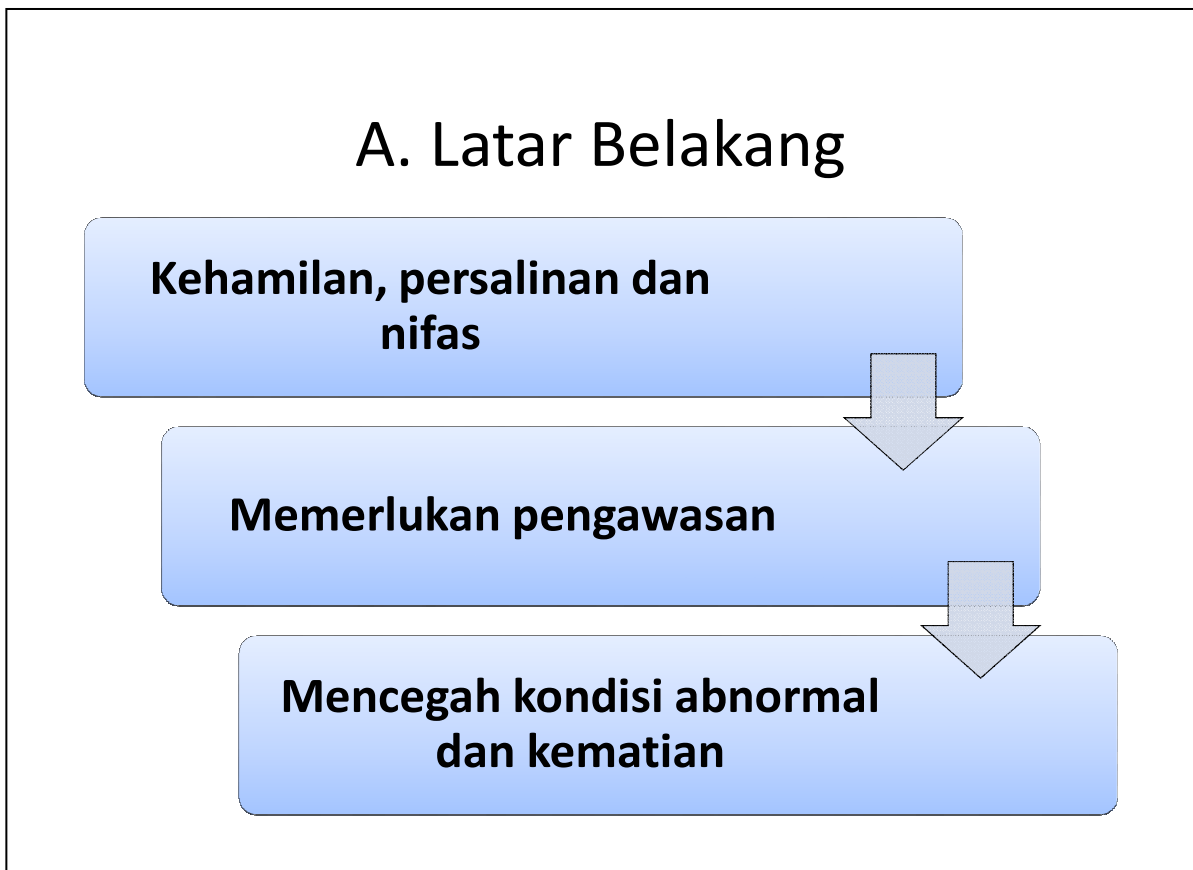 A. Latar Belakang
Kehamilan, persalinan dan
nifas
Memerlukan pengawasan
Mencegah kondisi abnormal
dan kematian